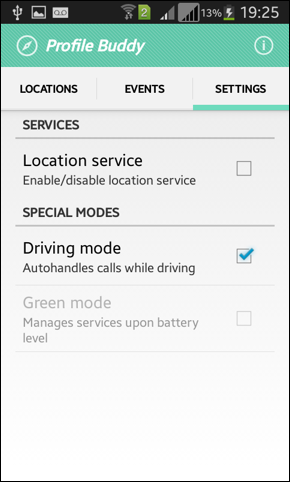 2 13% 19:25
Profile Buddy
LOCATIONS EVENTS SETTINGS
SERVICES
Location service
Enable/disable location service
SPECIAL MODES
Driving mode
Autohandles calls while driving
Green mode
Manages services upon battery
level